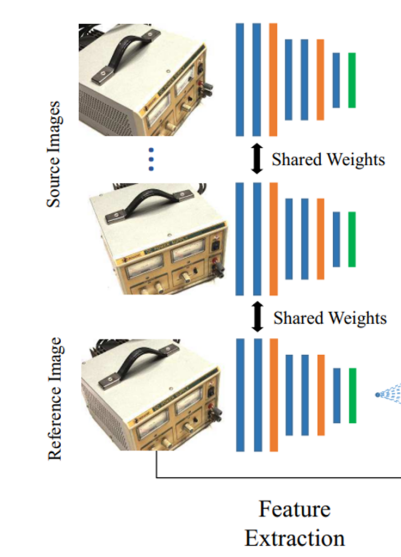 Source Images
Shared Weights
Shared Weights
Reference Image
Feature
Extraction